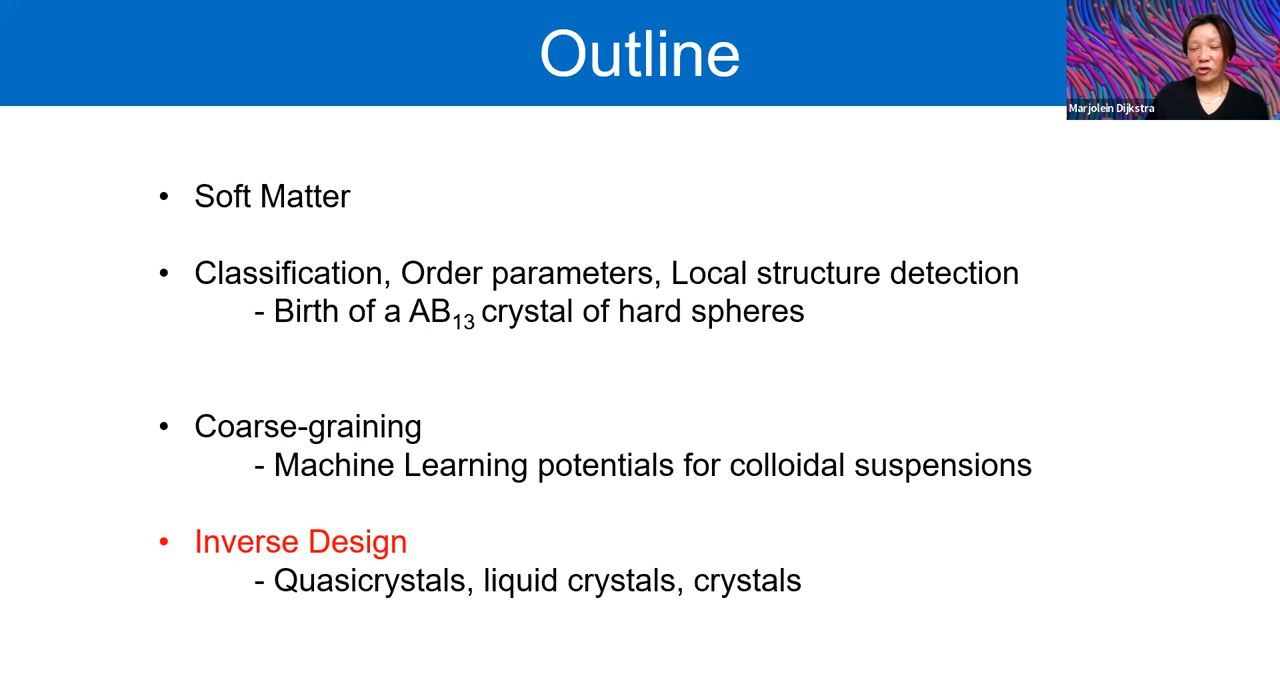 Outline
Marjolein Dijkstra
• Soft Matter
• Classification, Order parameters, Local structure detection
- Birth of a AB₁₃ crystal of hard spheres
• Coarse-graining
- Machine Learning potentials for colloidal suspensions
• Inverse Design
- Quasicrystals, liquid crystals, crystals